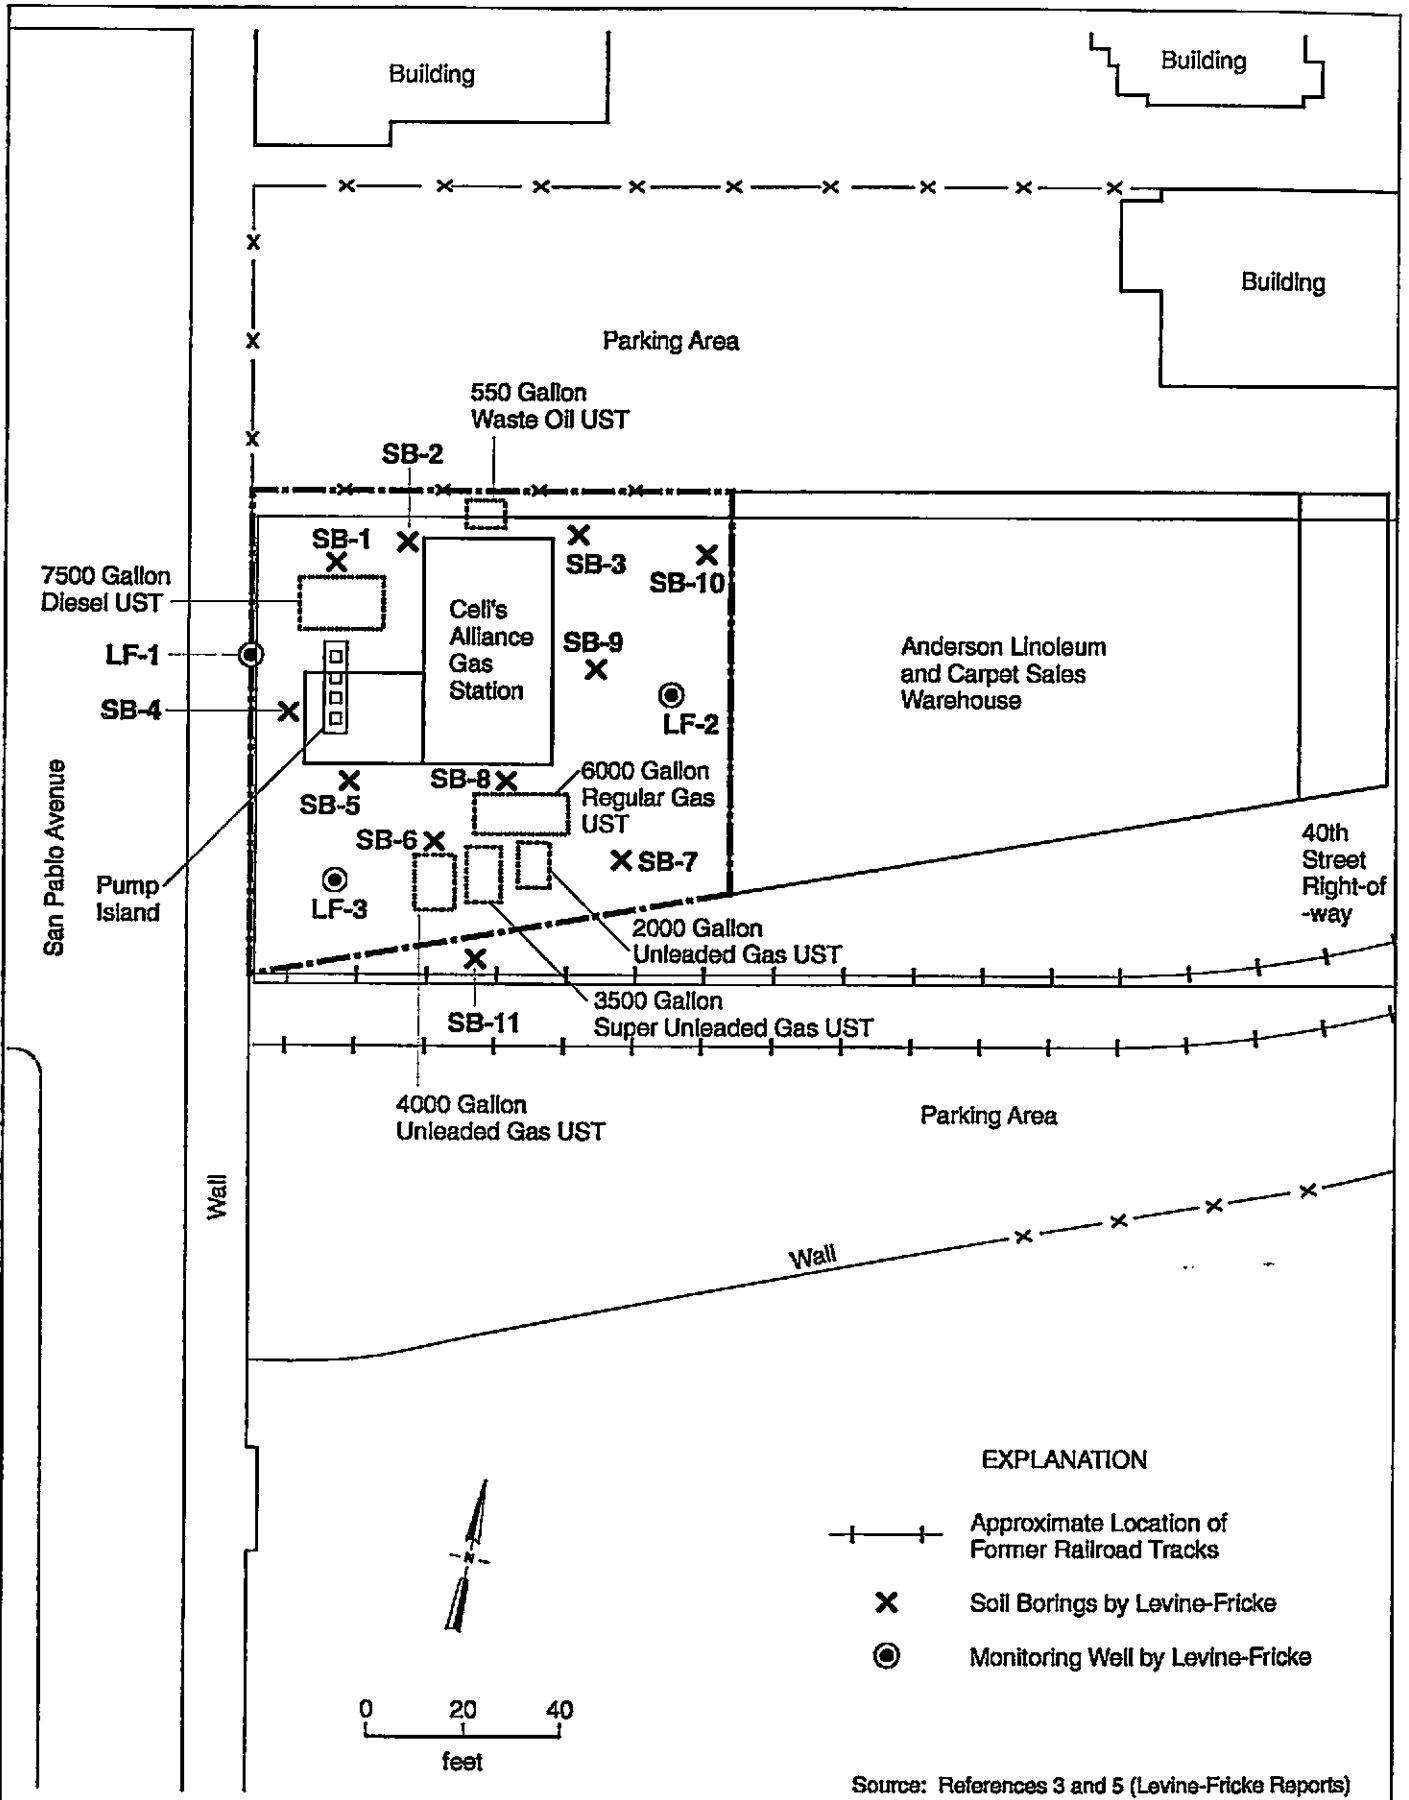 Building
Building
Building
Parking Area
550 Gallon
Waste Oil UST
SB-2
SB-1
SB-3
SB-10
7500 Gallon
Diesel UST
Celi's
Alliance
Gas
Station
SB-9
LF-1
Anderson Linoleum
and Carpet Sales
Warehouse
SB-4
LF-2
San Pablo Avenue
SB-8
6000 Gallon
Regular Gas
UST
SB-5
SB-6
SB-7
40th
Street
Right-of
-way
Pump
Island
LF-3
2000 Gallon
Unleaded Gas UST
SB-11
3500 Gallon
Super Unleaded Gas UST
4000 Gallon
Unleaded Gas UST
Parking Area
Wall
Wall
EXPLANATION
Approximate Location of
Former Railroad Tracks
Soil Borings by Levine-Fricke
Monitoring Well by Levine-Fricke
0 20 40
feet
Source: References 3 and 5 (Levine-Fricke Reports)